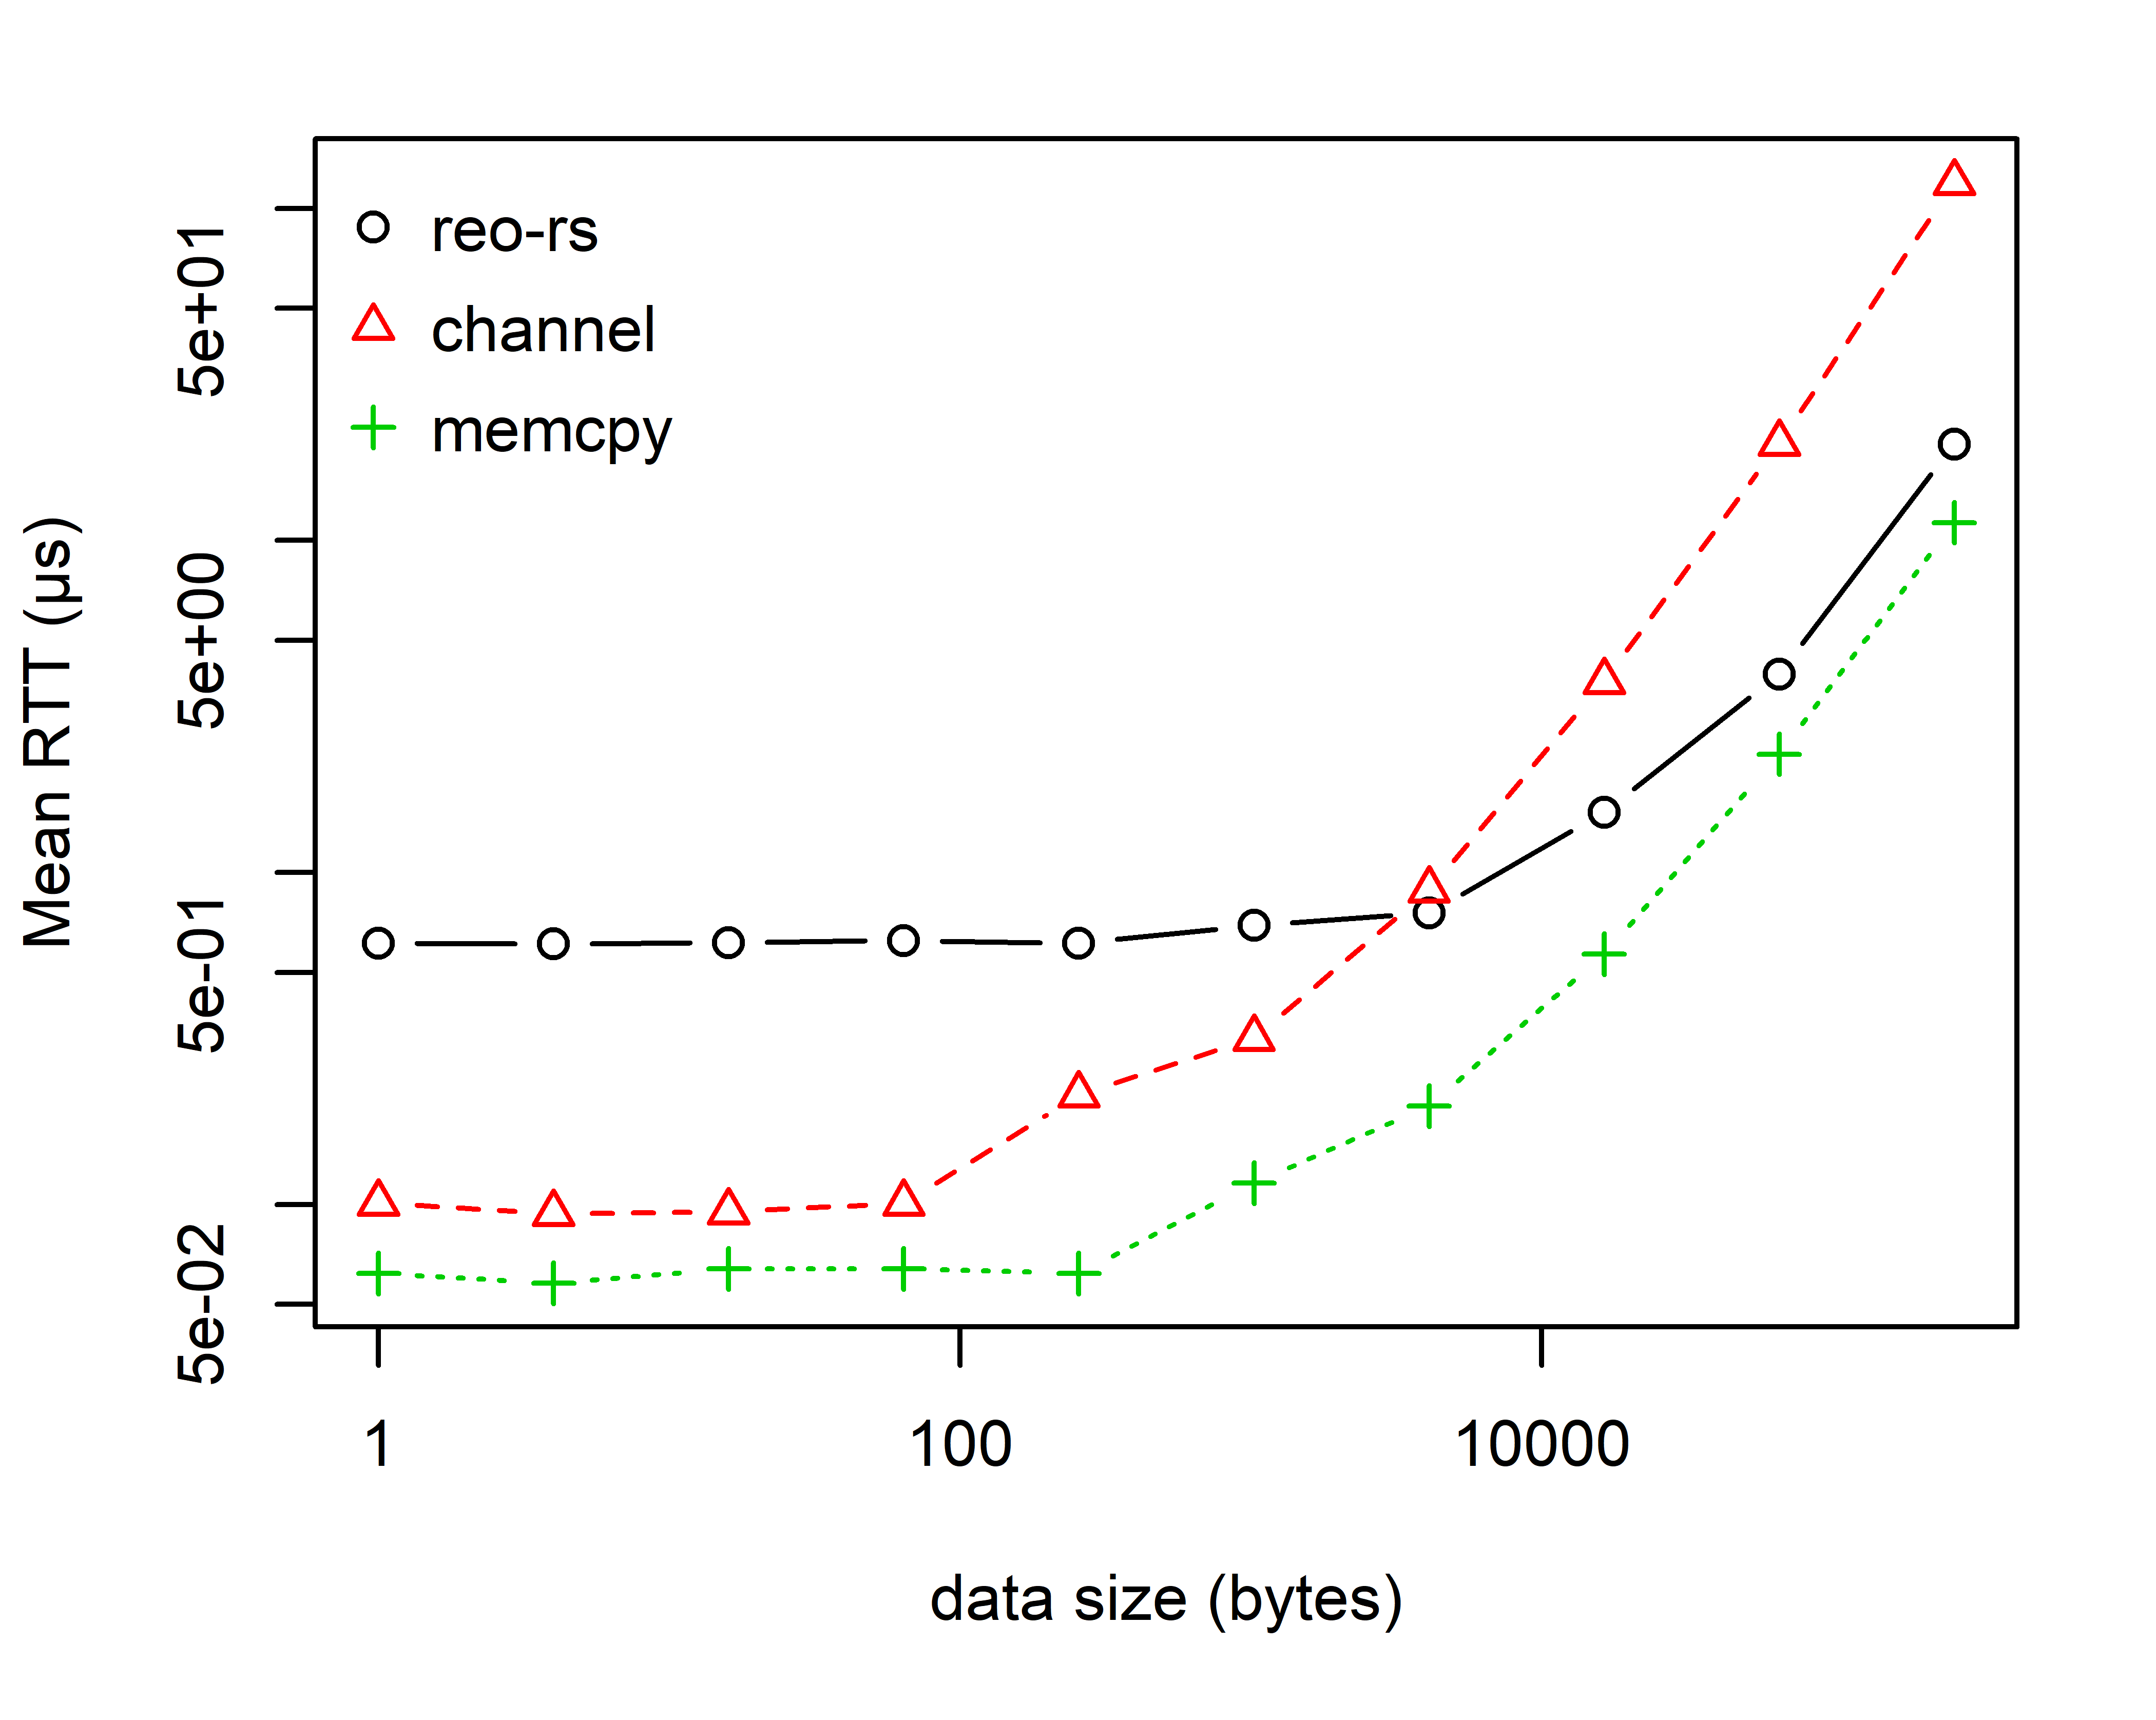 reo-rs
channel
memcpy
Mean RTT (µs)
5e+01
5e+00
5e-01
5e-02
1 100 10000
data size (bytes)